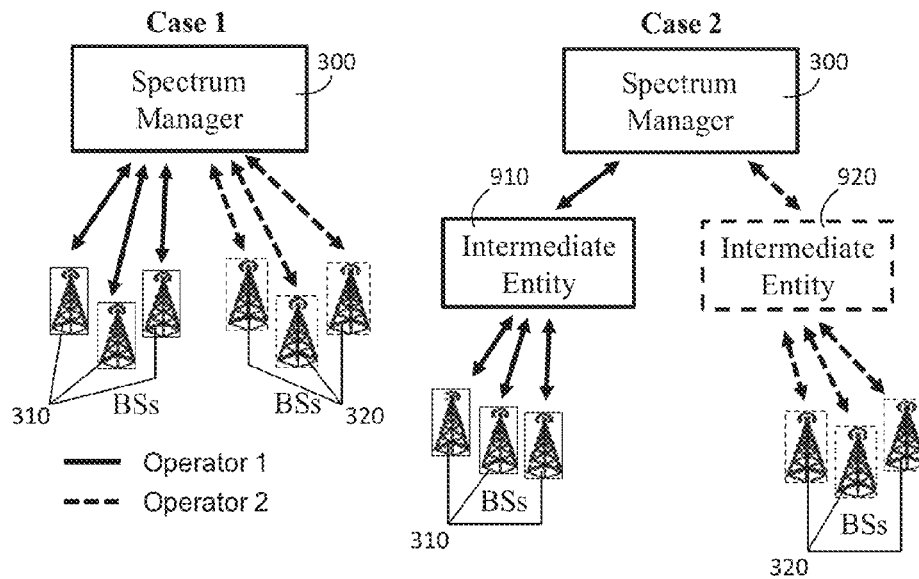 Case 1
Spectrum
Manager
300
310
BSs
BSs
320
Operator 1
Operator 2
Case 2
Spectrum
Manager
300
910
Intermediate
Entity
920
Intermediate
Entity
310
BSs
320
BSs